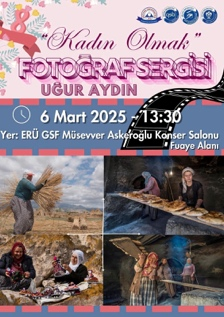 "Kadın Olmak"
FOTOĞRAF SERGİSİ
UĞUR AYDIN
6 Mart 2025 - 13:30
Yer: ERÜ GSF Müsevver Askeroğlu Konser Salonu
Fuaye Alanı